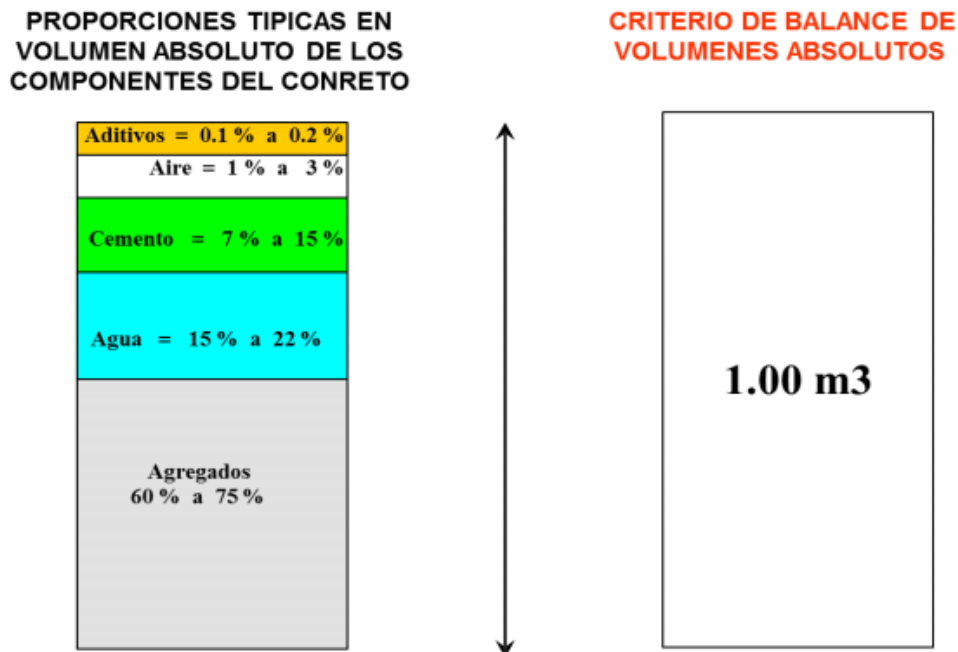 PROPORCIONES TIPICAS EN
VOLUMEN ABSOLUTO DE LOS
COMPONENTES DEL CONRETO
Aditivos = 0.1 % a 0.2 %
Aire = 1 % a 3 %
Cemento = 7 % a 15 %
Agua = 15 % a 22 %
Agregados
60 % a 75 %
CRITERIO DE BALANCE DE
VOLUMENES ABSOLUTOS
1.00 m3